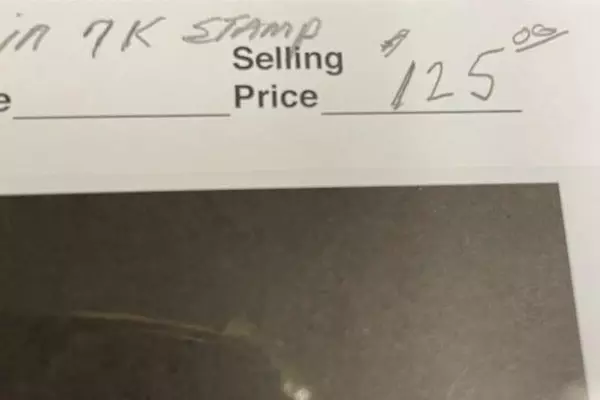 in 7K STAMP
Selling
e Price $125.00